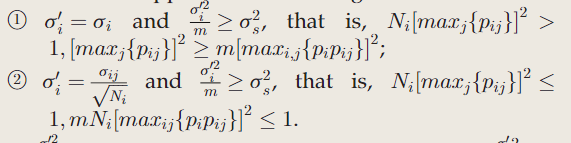 ① σ′ᵢ = σᵢ and σ′²ᵢ/m ≥ σ²ₛ, that is, Nᵢ[maxⱼ{pᵢⱼ}]² >
1, [maxⱼ{pᵢⱼ}]² ≥ m[maxᵢ,ⱼ{pᵢpᵢⱼ}]²;
② σ′ᵢ = σᵢⱼ/√Nᵢ and σ′²ᵢ/m ≥ σ²ₛ, that is, Nᵢ[maxⱼ{pᵢⱼ}]² ≤
1, mNᵢ[maxᵢⱼ{pᵢpᵢⱼ}]² ≤ 1.